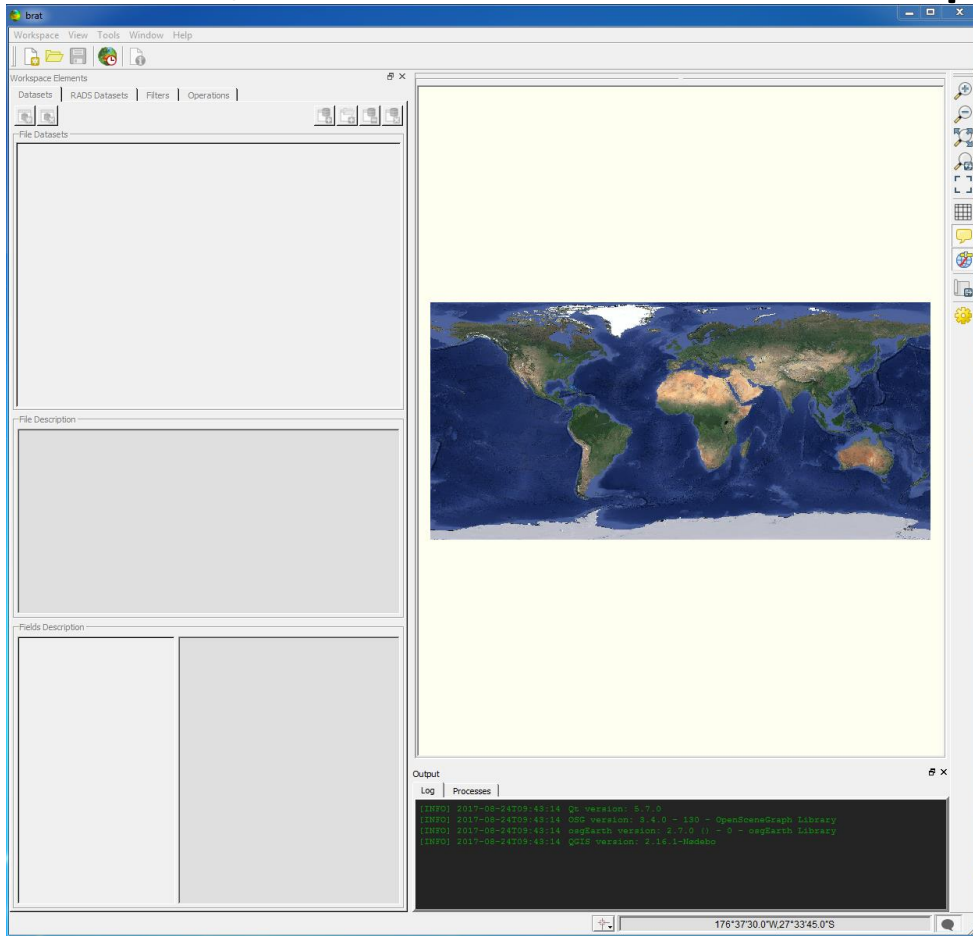 brat
Workspace View Tools Window Help
Workspace Elements
Datasets RADS Datasets Filters Operations
File Datasets
File Description
Fields Description
Output
Log Processes
[INFO] 2017-08-24T09:43:14 Qt version: 5.7.0
[INFO] 2017-08-24T09:43:14 OSG version: 3.4.0 - 130 - OpenSceneGraph Library
[INFO] 2017-08-24T09:43:14 osgEarth version: 2.7.0 () - 0 - osgEarth Library
[INFO] 2017-08-24T09:43:14 QGIS version: 2.16.1-Nødebo
176°37'30.0"W,27°33'45.0"S